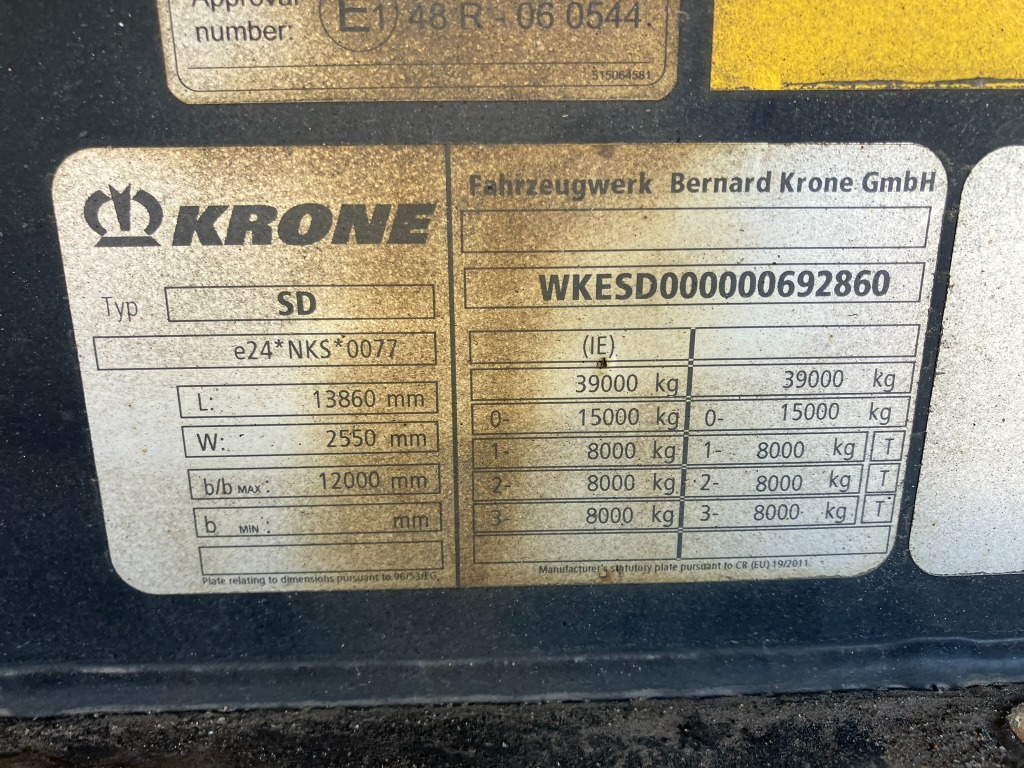 Approval
number: E1 48 R - 06 0544.
515064581
KRONE
Typ SD
e24*NKS*0077
L: 13860 mm
W: 2550 mm
b/b MAX: 12000 mm
b MIN: mm
Plate relating to dimensions pursuant to 96/53/EG
Fahrzeugwerk Bernard Krone GmbH
WKESD000000692860
(IE)
39000 kg 39000 kg
0- 15000 kg 0- 15000 kg
1- 8000 kg 1- 8000 kg T
2- 8000 kg 2- 8000 kg T
3- 8000 kg 3- 8000 kg T
Manufacturer's statutory plate pursuant to CR (EU) 19/2011